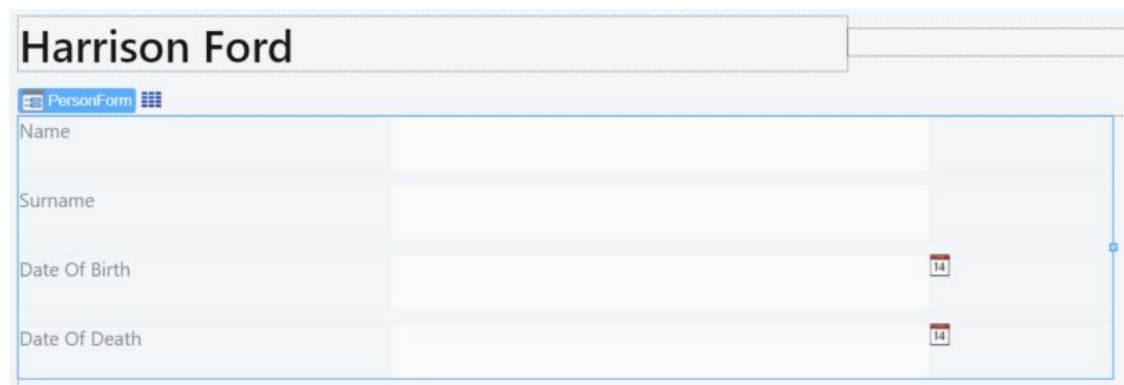 Harrison Ford
PersonForm
Name
Surname
Date Of Birth
14
Date Of Death
14